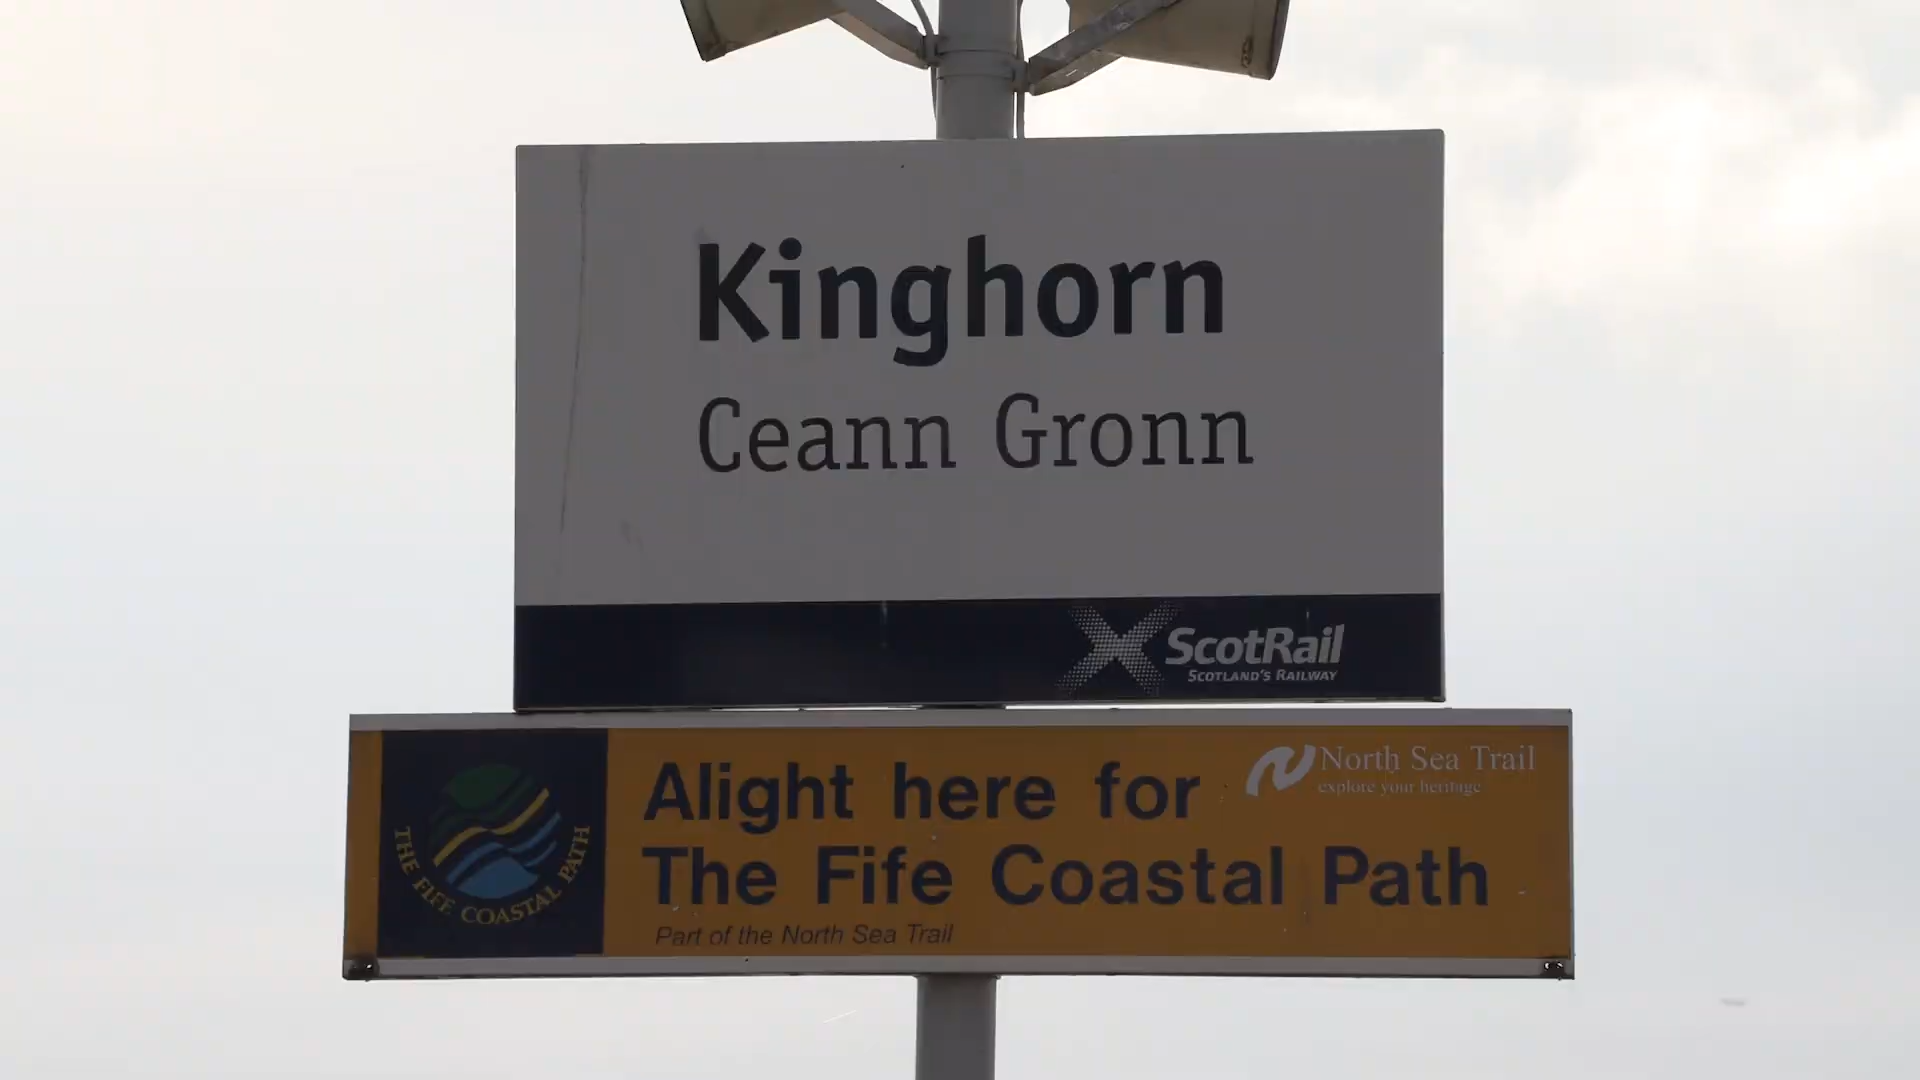 Kinghorn
Ceann Gronn
ScotRail
SCOTLAND'S RAILWAY
North Sea Trail
explore your heritage
Alight here for
The Fife Coastal Path
Part of the North Sea Trail
THE FIFE COASTAL PATH